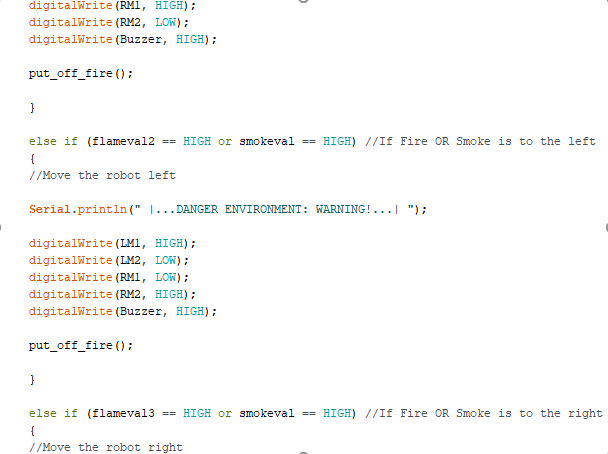 digitalWrite(RM1, HIGH);
digitalWrite(RM2, LOW);
digitalWrite(Buzzer, HIGH);
put_off_fire();
}
else if (flameval2 == HIGH or smokeval == HIGH) //If Fire OR Smoke is to the left
{
//Move the robot left
Serial.println(" |...DANGER ENVIRONMENT: WARNING!...| ");
digitalWrite(LM1, HIGH);
digitalWrite(LM2, LOW);
digitalWrite(RM1, LOW);
digitalWrite(RM2, HIGH);
digitalWrite(Buzzer, HIGH);
put_off_fire();
}
else if (flameval3 == HIGH or smokeval == HIGH) //If Fire OR Smoke is to the right
{
//Move the robot right